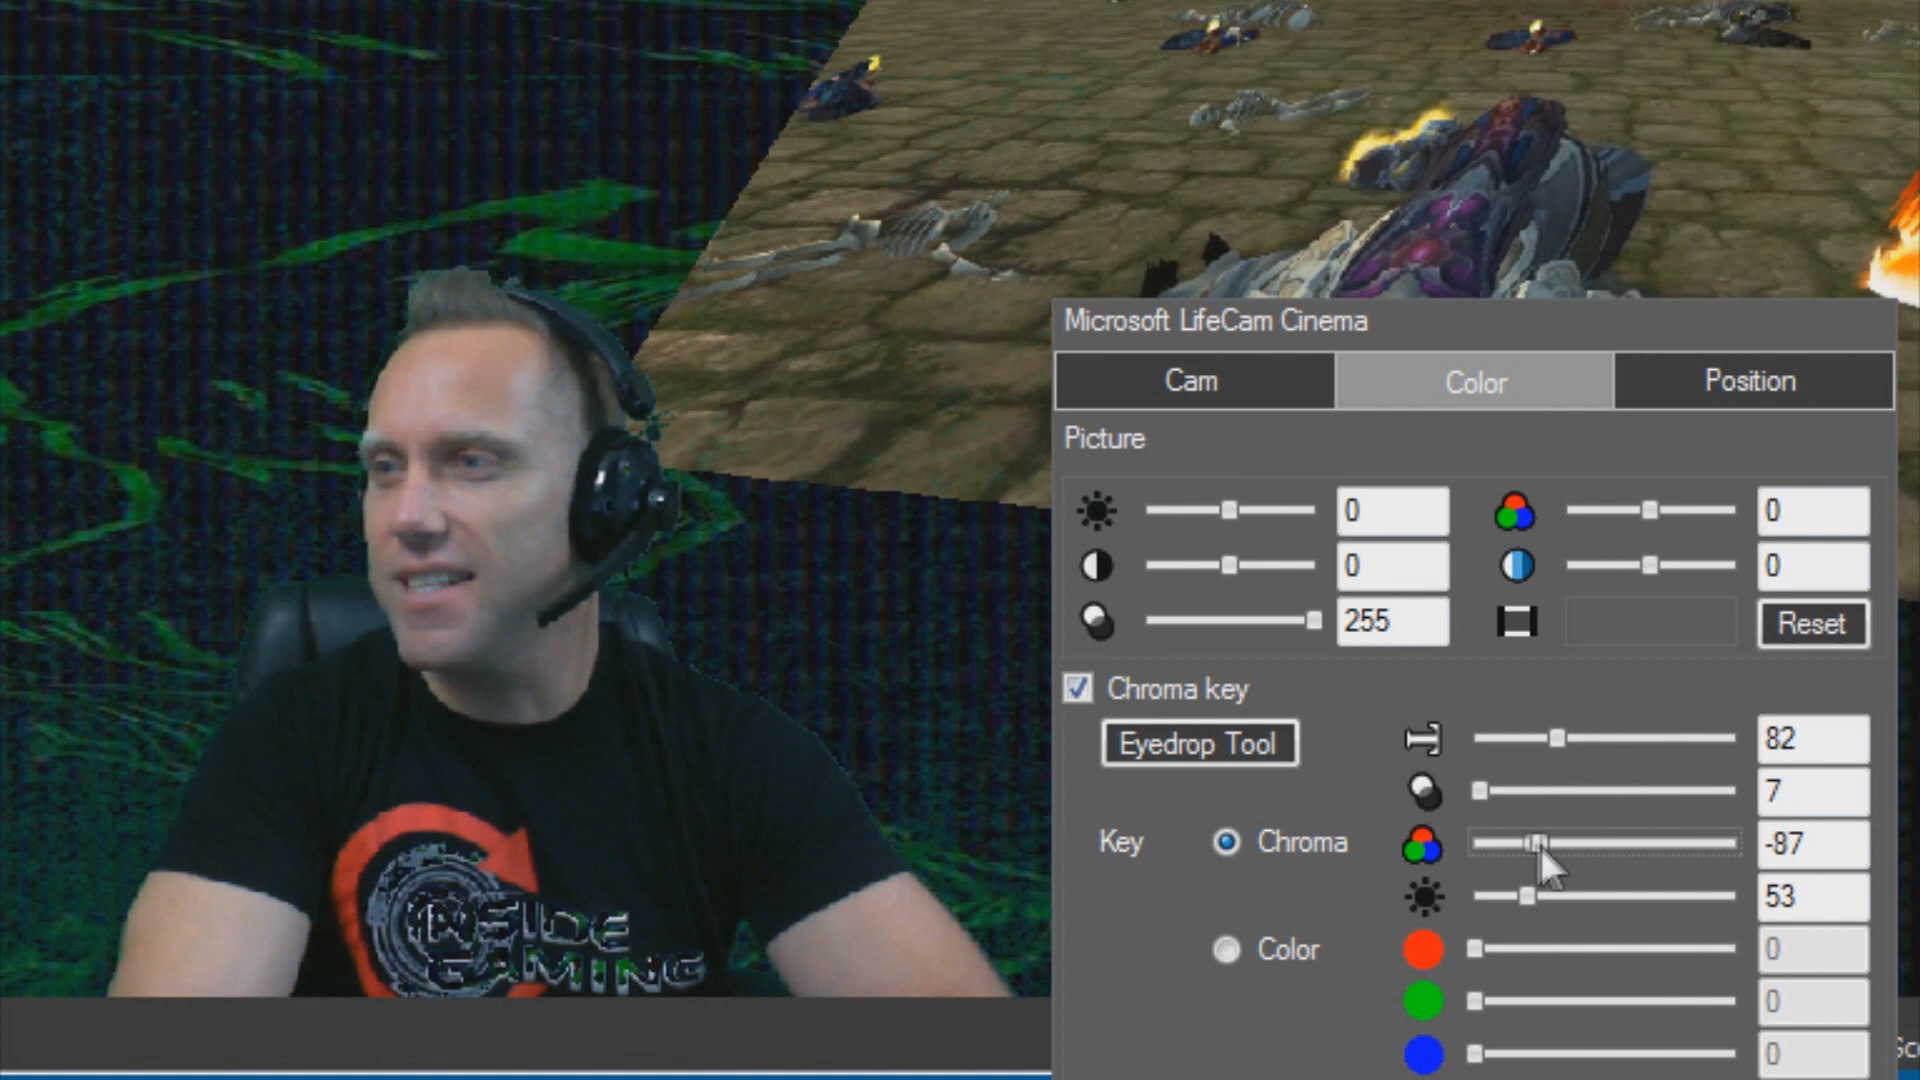 Microsoft LifeCam Cinema
Cam Color Position
Picture
0 0
0 0
255 Reset
Chroma key
Eyedrop Tool 82
7
Key Chroma -87
53
Color 0
0
0
INSIDE
GAMING